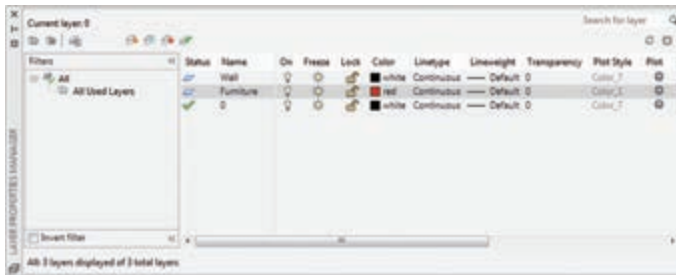 Current layer: 0
Search for layer
Filters
All
All Used Layers
Status Name On Freeze Lock Color Linetype Lineweight Transparency Plot Style Plot
Wall white Continuous Default 0 Color_7
Furniture red Continuous Default 0 Color_1
0 white Continuous Default 0 Color_7
Invert filter
All: 3 layers displayed of 3 total layers
LAYER PROPERTIES MANAGER